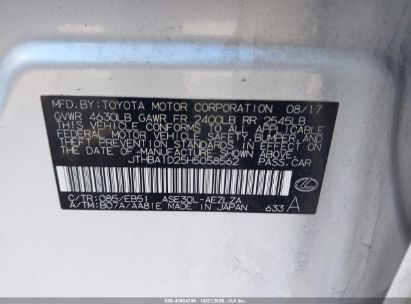 MFD. BY: TOYOTA MOTOR CORPORATION 08/17
GVWR 4630LB GAWR FR 2400LB RR 2545LB
THIS VEHICLE CONFORMS TO ALL APPLICABLE
FEDERAL MOTOR VEHICLE SAFETY, BUMPER, AND
THEFT PREVENTION STANDARDS IN EFFECT ON
THE DATE OF MANUFACTURE SHOWN ABOVE.
JTHBA1D25H5058562 PASS.CAR
C/TR: 085/EB51 ASE30L-AEZLZA
A/TM: B07A/AA81E MADE IN JAPAN 633 A